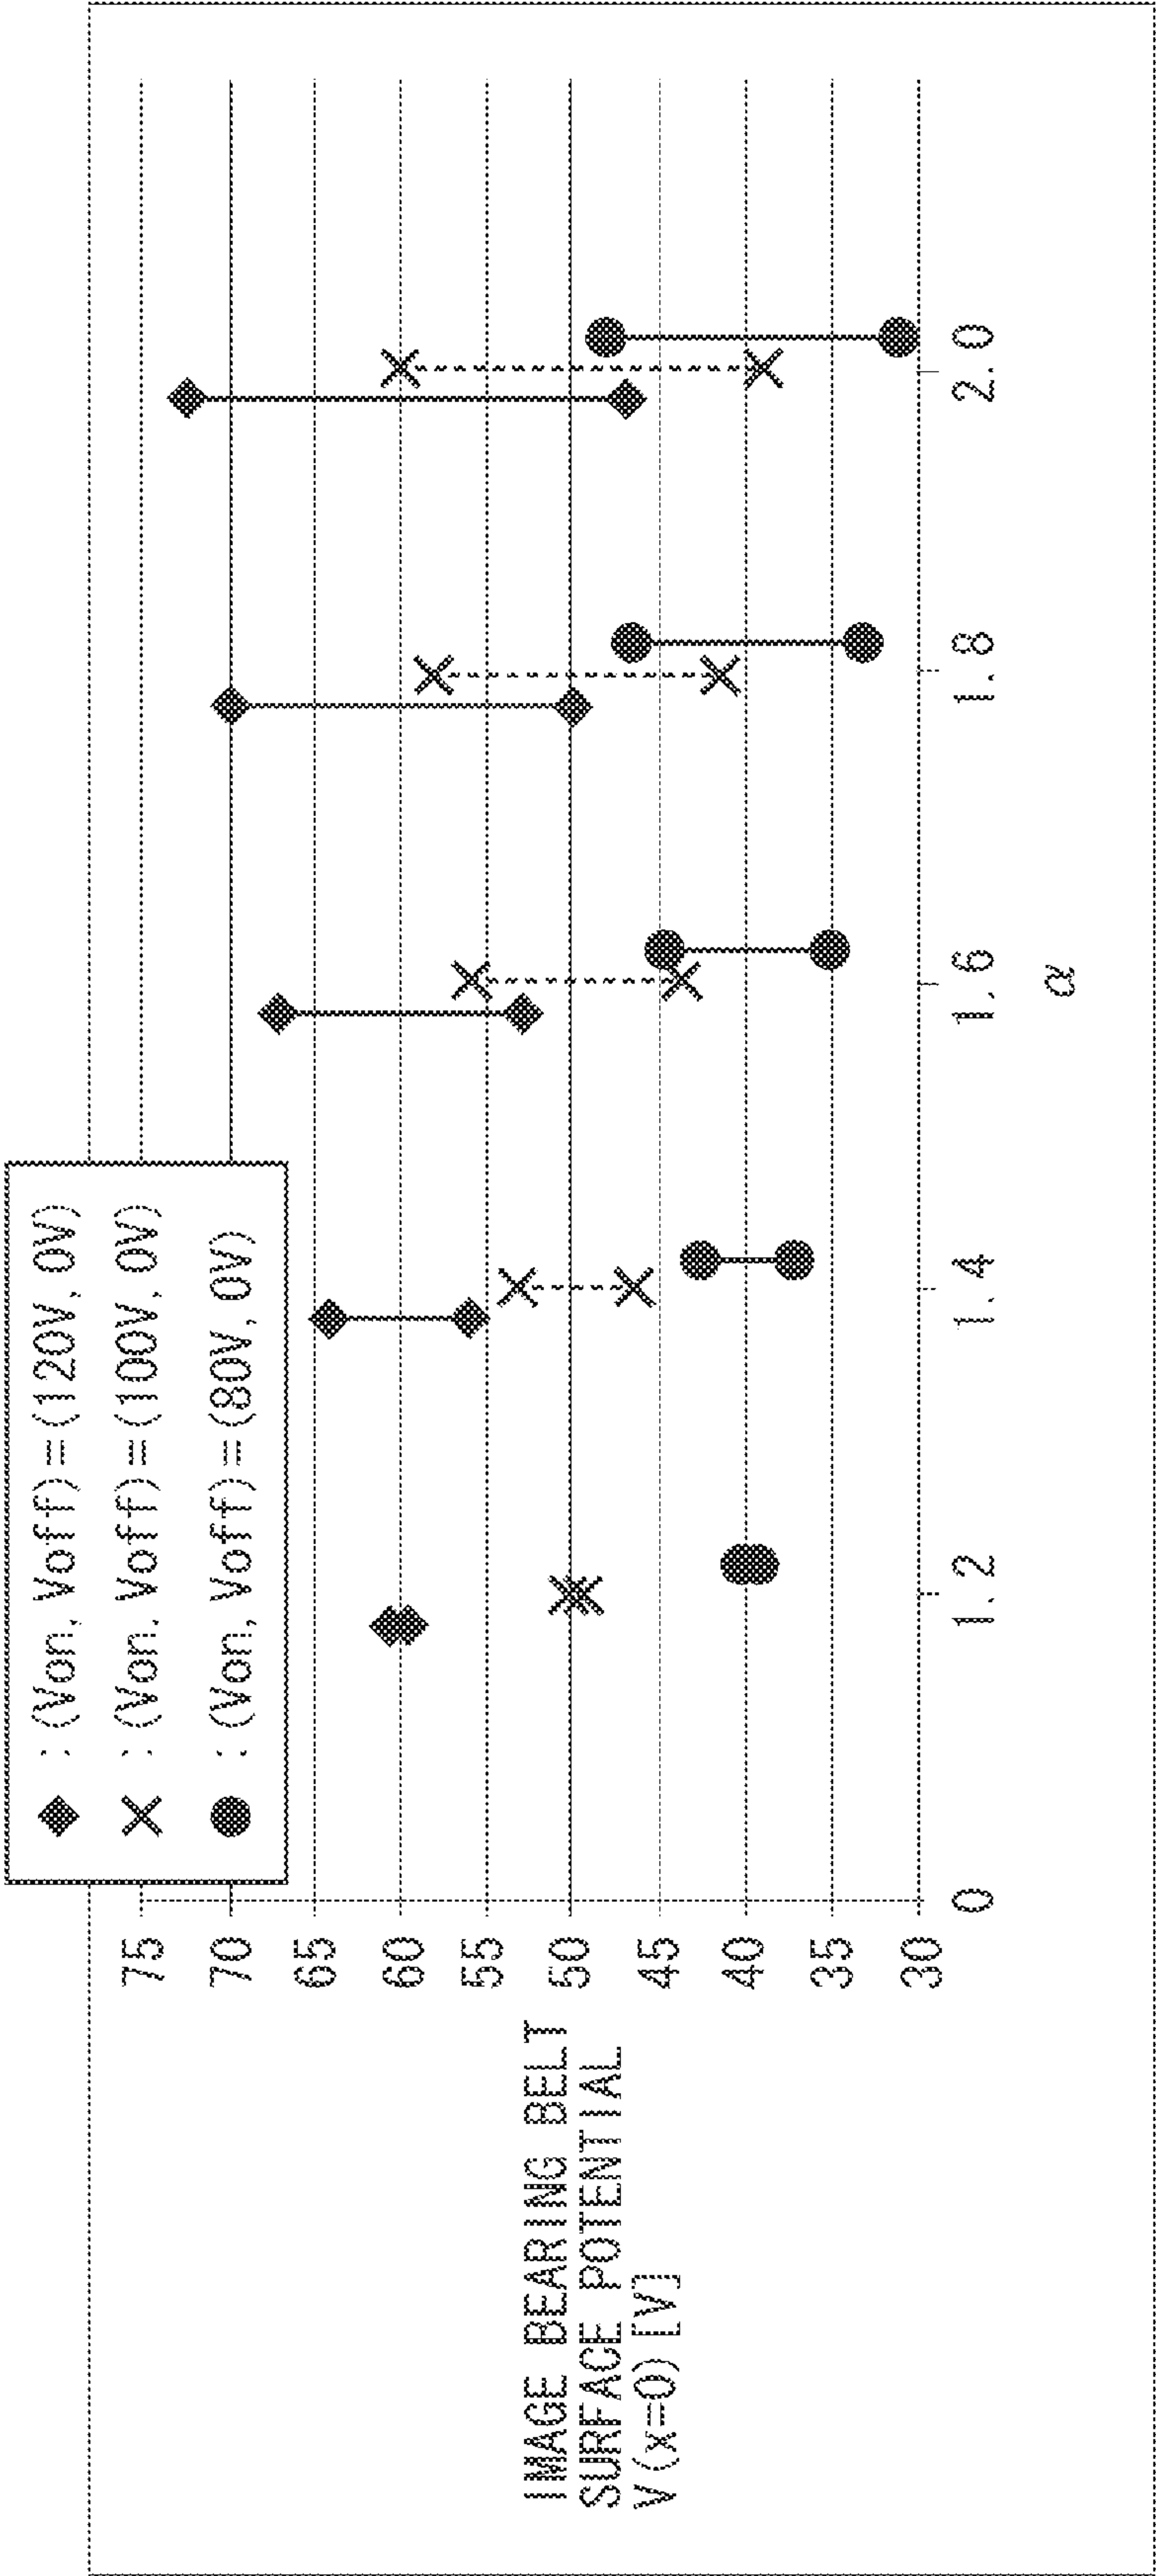 ◆ : (Von, Voff)=(120V, 0V)
× : (Von, Voff)=(100V, 0V)
● : (Von, Voff)=(80V, 0V)
75
70
65
60
55
50
45
40
35
30
IMAGE BEARING BELT
SURFACE POTENTIAL
V(x=0) [V]
0
1.2
1.4
1.6
1.8
2.0
α